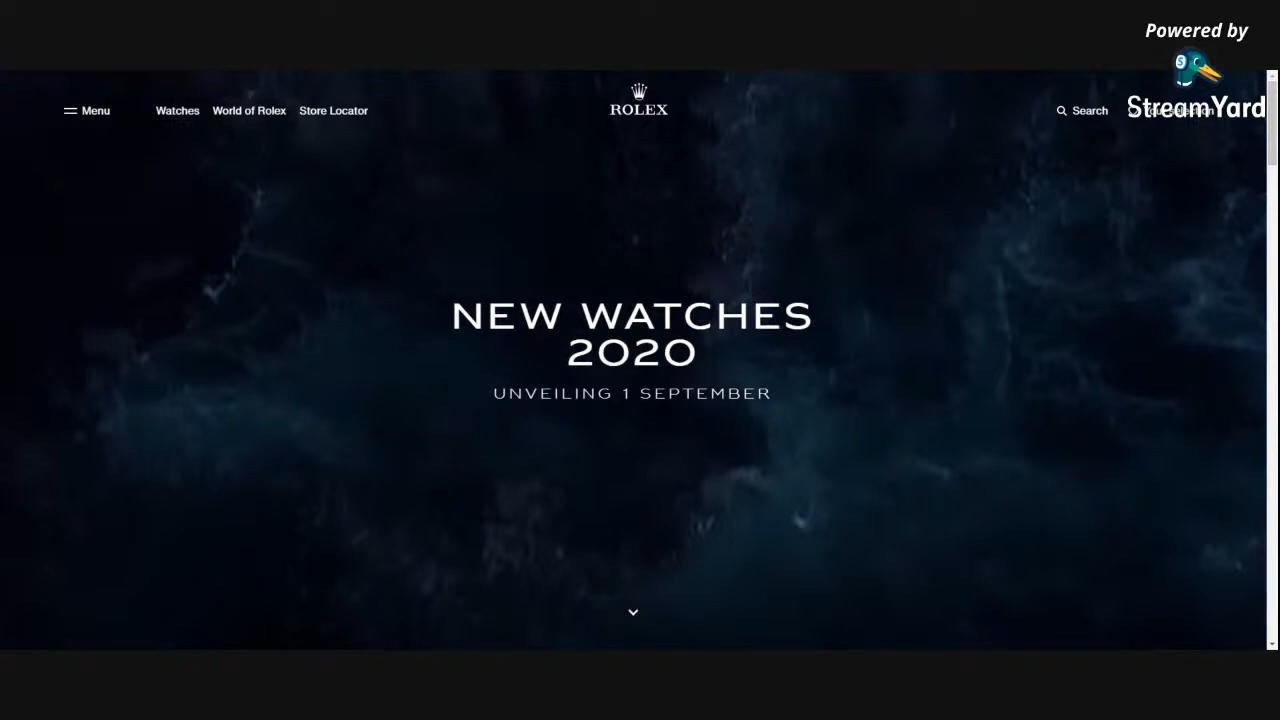 Powered by
StreamYard
Menu
Watches
World of Rolex
Store Locator
ROLEX
Search
NEW WATCHES
2020
UNVEILING 1 SEPTEMBER